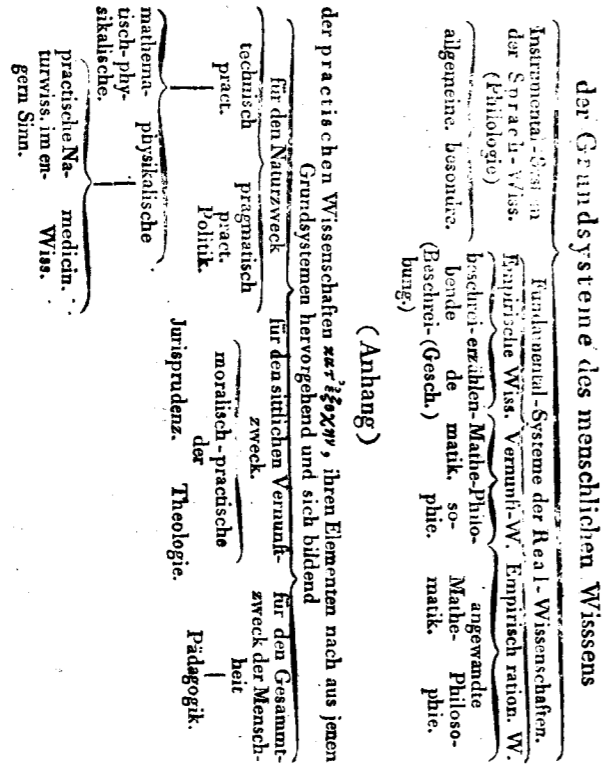 der Grundsysteme des menschlichen Wisssens
Instrumental-System
der Sprach-Wiss.
(Philologie)
allgemeine. besondre.
Fundamental-Systeme der Real-Wissenschaften.
Empirische Wiss. Vernunft-W. Empirisch ration. W.
beschrei- erzählen- Mathe- Philo-
bende de matik. so-
(Beschrei- (Gesch.) phie.
bung.)
angewandte
Mathe- Philoso-
matik. phie.
(Anhang)
der practischen Wissenschaften κατ' ἐξοχην, ihren Elementen nach aus jenen
Grundsystemen hervorgehend und sich bildend
für den Naturzweck
technisch pragmatisch
pract. pract.
Politik.
mathema- physikalische
tisch-phy-
sikalische.
practische Na- medicin.
turwiss. im en- Wiss.
gern Sinn.
für den sittlichen Vernunft-
zweck.
moralisch-practische
der
Jurisprudenz. Theologie.
für den Gesammt-
zweck der Mensch-
heit
Pädagogik.